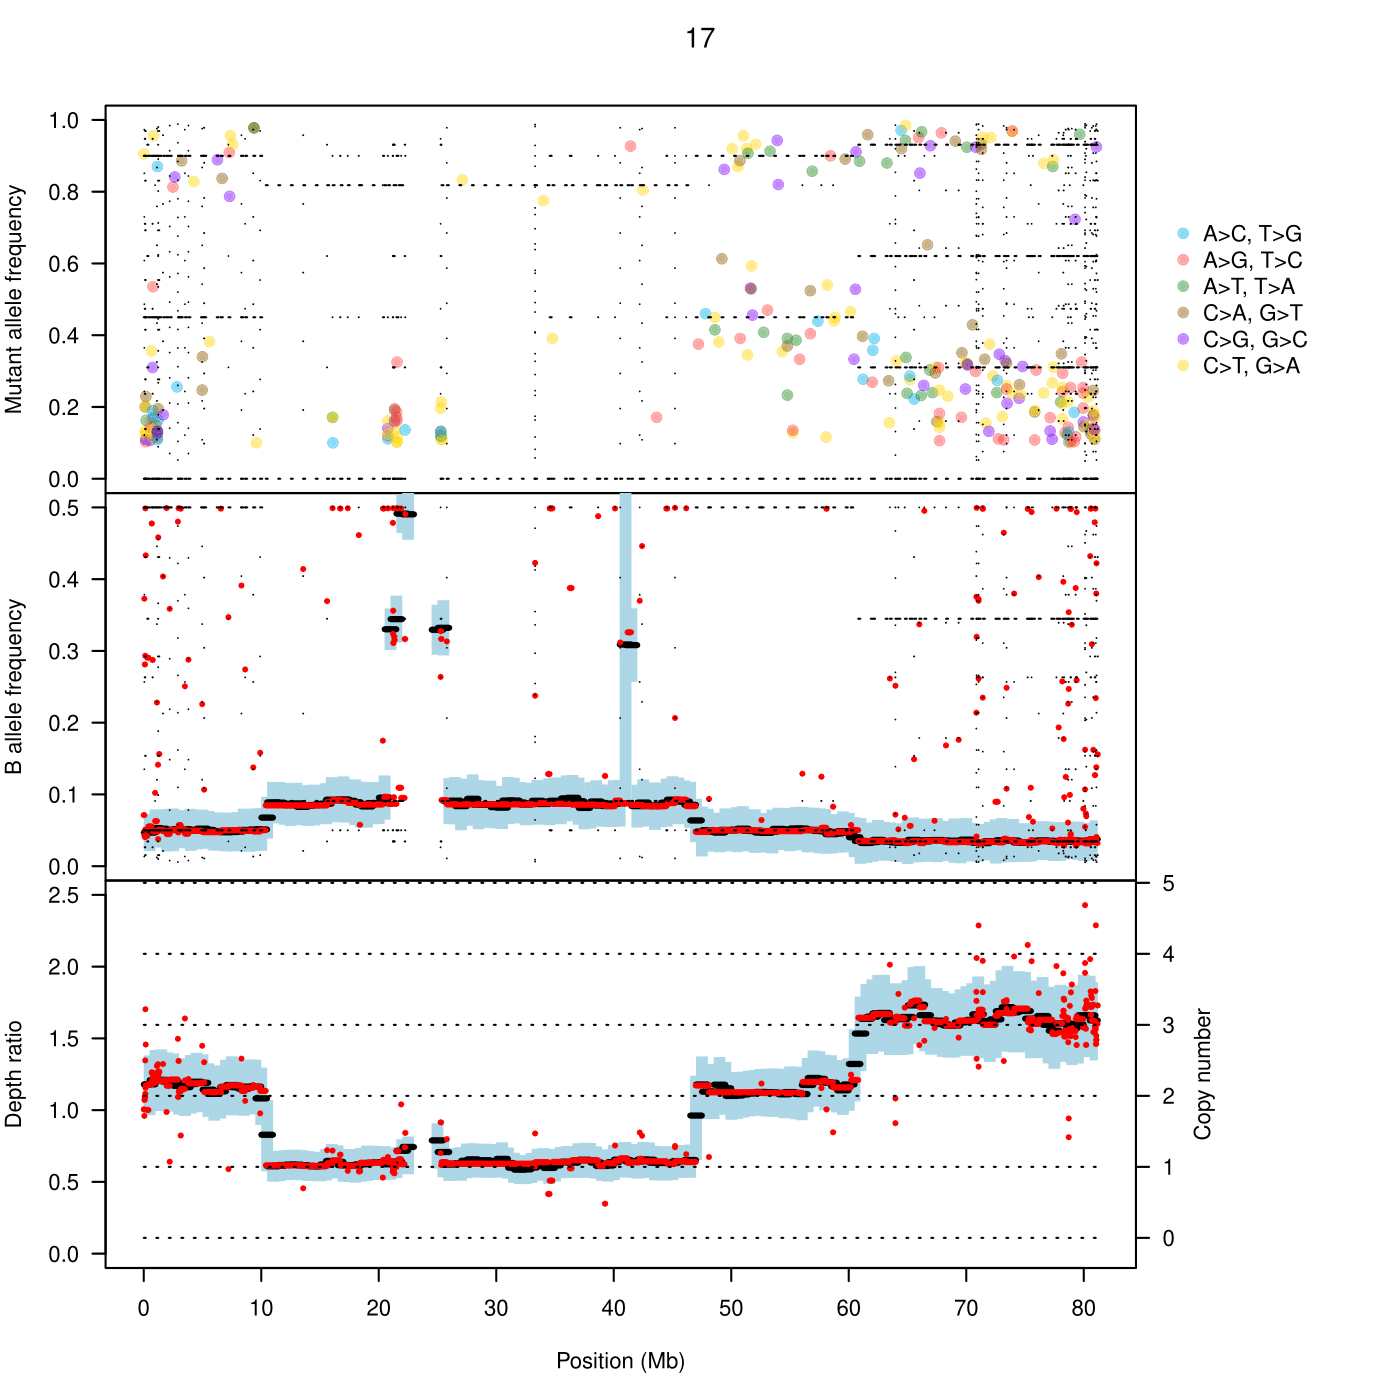 17
Mutant allele frequency
1.0
0.8
0.6
0.4
0.2
0.0
A>C, T>G
A>G, T>C
A>T, T>A
C>A, G>T
C>G, G>C
C>T, G>A
B allele frequency
0.5
0.4
0.3
0.2
0.1
0.0
Depth ratio
2.5
2.0
1.5
1.0
0.5
0.0
5
4
3
2
1
0
Copy number
0 10 20 30 40 50 60 70 80
Position (Mb)